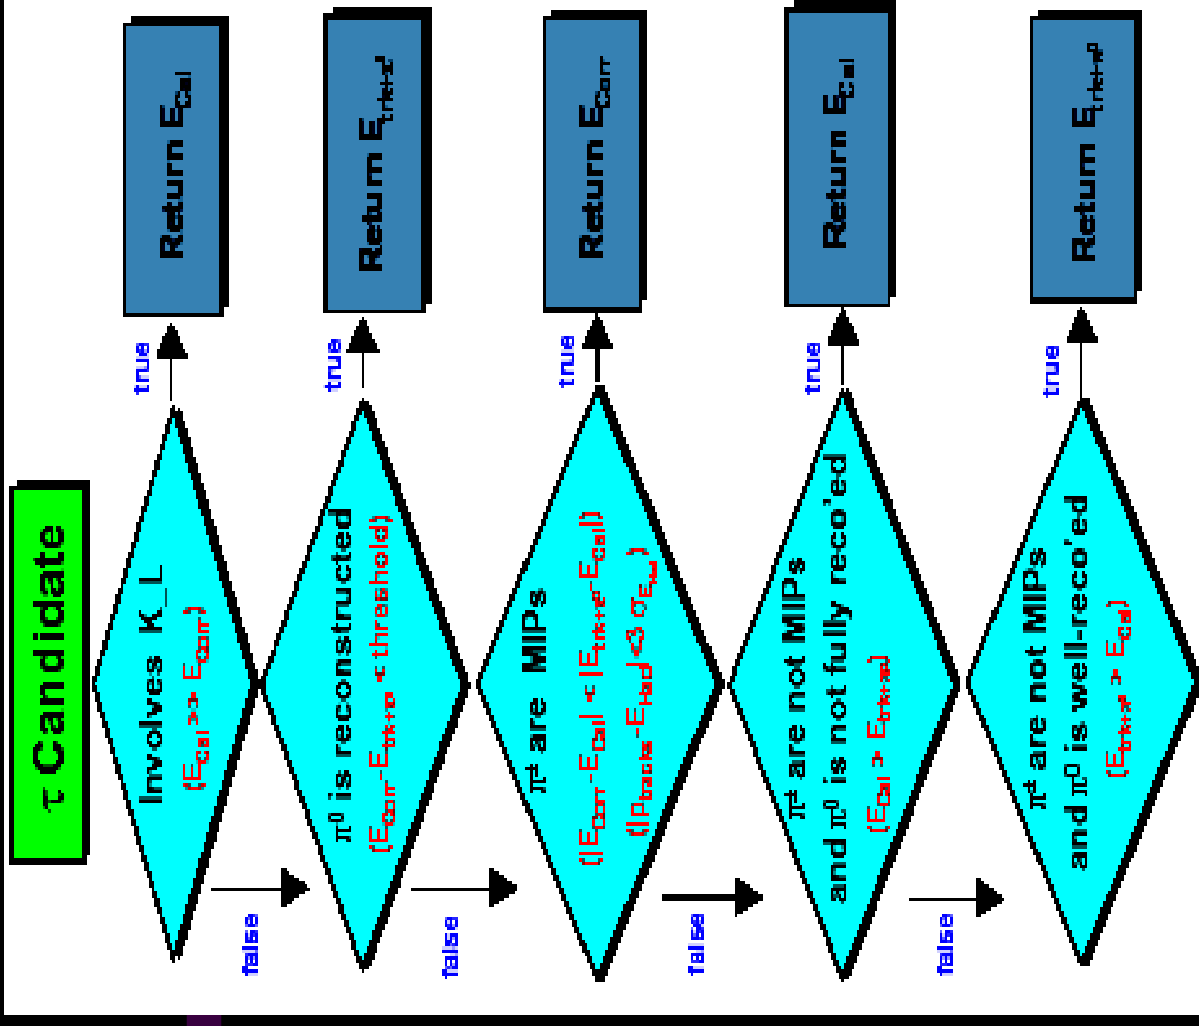 τ Candidate
Involves K_L
(E_Cal >> E_Corr)
true
Return E_Cal
false
π⁰ is reconstructed
(E_Corr-E_trk+π⁰ < threshold)
true
Return E_trk+π⁰
false
π± are MIPs
(|E_Corr-E_Cal| < |E_trk+π⁰-E_Cal|)
(|p_tracks-E_Had|<3 σ_E_Had)
true
Return E_Corr
false
π± are not MIPs
and π⁰ is not fully reco'ed
(E_Cal > E_trk+π⁰)
true
Return E_Cal
false
π± are not MIPs
and π⁰ is well-reco'ed
(E_trk+π⁰ > E_Cal)
true
Return E_trk+π⁰